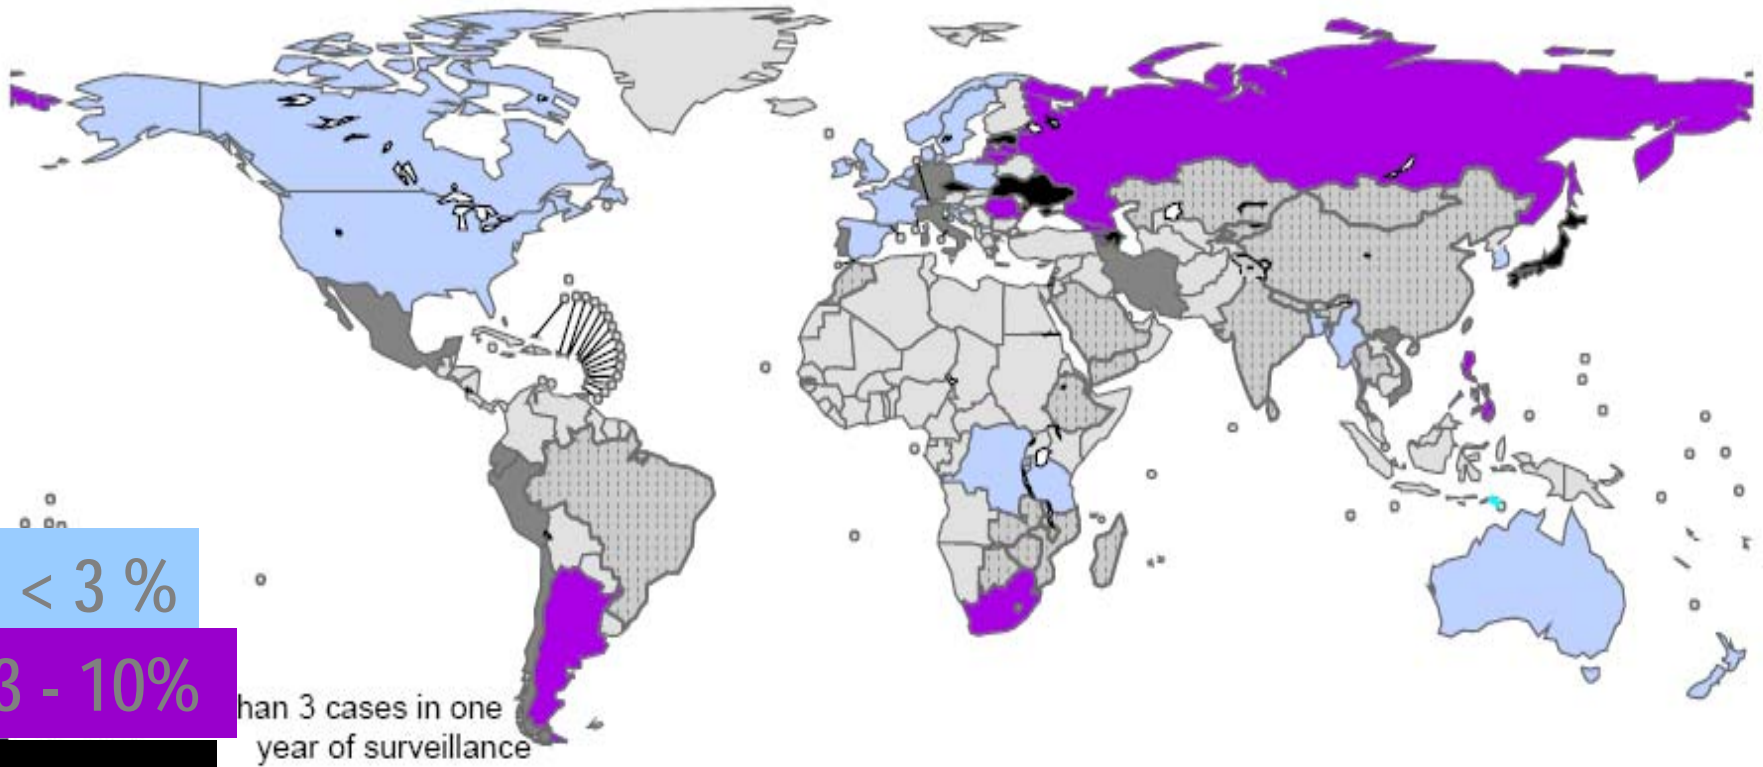 < 3 %
3 - 10%
han 3 cases in one
year of surveillance